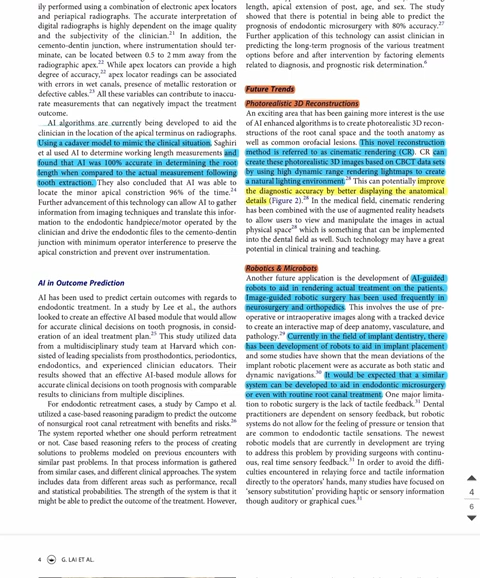 ily performed using a combination of electronic apex locators
and periapical radiographs. The accurate interpretation of
digital radiographs is highly dependent on the image quality
and the subjectivity of the clinician.21 In addition, the
cemento-dentin junction, where instrumentation should ter-
minate, can be located between 0.5 to 2 mm away from the
radiographic apex.22 While apex locators can provide a high
degree of accuracy,22 apex locator readings can be associated
with errors in wet canals, presence of metallic restoration or
defective cables.23 All these variables can contribute to inaccu-
rate measurements that can negatively impact the treatment
outcome.
AI algorithms are currently being developed to aid the
clinician in the location of the apical terminus on radiographs.
Using a cadaver model to mimic the clinical situation, Saghiri
et al used AI to determine working length measurements and
found that AI was 100% accurate in determining the root
length when compared to the actual measurement following
tooth extraction. They also concluded that AI was able to
locate the minor apical constriction 96% of the time.24
Further advancement of this technology can allow AI to gather
information from imaging techniques and translate this infor-
mation to the endodontic handpiece/motor operated by the
clinician and drive the endodontic files to the cemento-dentin
junction with minimum operator interference to preserve the
apical constriction and prevent over instrumentation.
AI in Outcome Prediction
AI has been used to predict certain outcomes with regards to
endodontic treatment. In a study by Lee et al, the authors
looked to create an effective AI based module that would allow
for accurate clinical decisions on tooth prognosis, in consid-
eration of an ideal treatment plan.25 This study utilized data
from a multidisciplinary study team at Harvard which con-
sisted of leading specialists from prosthodontics, periodontics,
endodontics, and experienced clinician educators. Their
results showed that an effective AI-based module allows for
accurate clinical decisions on tooth prognosis with comparable
results to clinicians from multiple disciplines.
For endodontic retreatment cases, a study by Campo et al.
utilized a case-based reasoning paradigm to predict the outcome
of nonsurgical root canal retreatment with benefits and risks.26
The system reported whether one should perform retreatment
or not. Case based reasoning refers to the process of creating
solutions to problems modeled on previous encounters with
similar past problems. In that process information is gathered
from similar cases, and different clinical approaches. The system
includes data from different areas such as performance, recall
and statistical probabilities. The strength of the system is that it
might be able to predict the outcome of the treatment. However,
length, apical extension of post, age, and sex. The study
showed that there is potential in being able to predict the
prognosis of endodontic microsurgery with 80% accuracy.27
Further application of this technology can assist clinician in
predicting the long-term prognosis of the various treatment
options before and after intervention by factoring elements
related to diagnosis, and prognostic risk determination.6
Future Trends
Photorealistic 3D Reconstructions
An exciting area that has been gaining more interest is the use
of AI enhanced algorithms is to create photorealistic 3D recon-
structions of the root canal space and the tooth anatomy as
well as common orofacial lesions. This novel reconstruction
method is referred to as cinematic rendering (CR). CR can
create these photorealistic 3D images based on CBCT data sets
by using high dynamic range rendering lightmaps to create
a natural lighting environment.28 This can potentially improve
the diagnostic accuracy by better displaying the anatomical
details (Figure 2).28 In the medical field, cinematic rendering
has been combined with the use of augmented reality headsets
to allow users to view and manipulate the images in actual
physical space28 which is something that can be implemented
into the dental field as well. Such technology may have a great
potential in clinical training and teaching.
Robotics & Microbots
Another future application is the development of AI-guided
robots to aid in rendering actual treatment on the patients.
Image-guided robotic surgery has been used frequently in
neurosurgery and orthopedics. This involves the use of pre-
operative or intraoperative images along with a tracked device
to create an interactive map of deep anatomy, vasculature, and
pathology.29 Currently in the field of implant dentistry, there
has been development of robots to aid in implant placement
and some studies have shown that the mean deviations of the
implant robotic placement were as accurate as both static and
dynamic navigations.30 It would be expected that a similar
system can be developed to aid in endodontic microsurgery
or even with routine root canal treatment. One major limita-
tion to robotic surgery is the lack of tactile feedback.31 Dental
practitioners are dependent on sensory feedback, but robotic
systems do not allow for the feeling of pressure or tension that
are common to endodontic tactile sensations. The newest
robotic models that are currently in development are trying
to address this problem by providing surgeons with continu-
ous, real time sensory feedback.31 In order to avoid the diffi-
culties encountered in relaying force and tactile information
directly to the operators' hands, many studies have focused on
'sensory substitution' providing haptic or sensory information
though auditory or graphical cues.31
4
6
4 G. LAI ET AL.